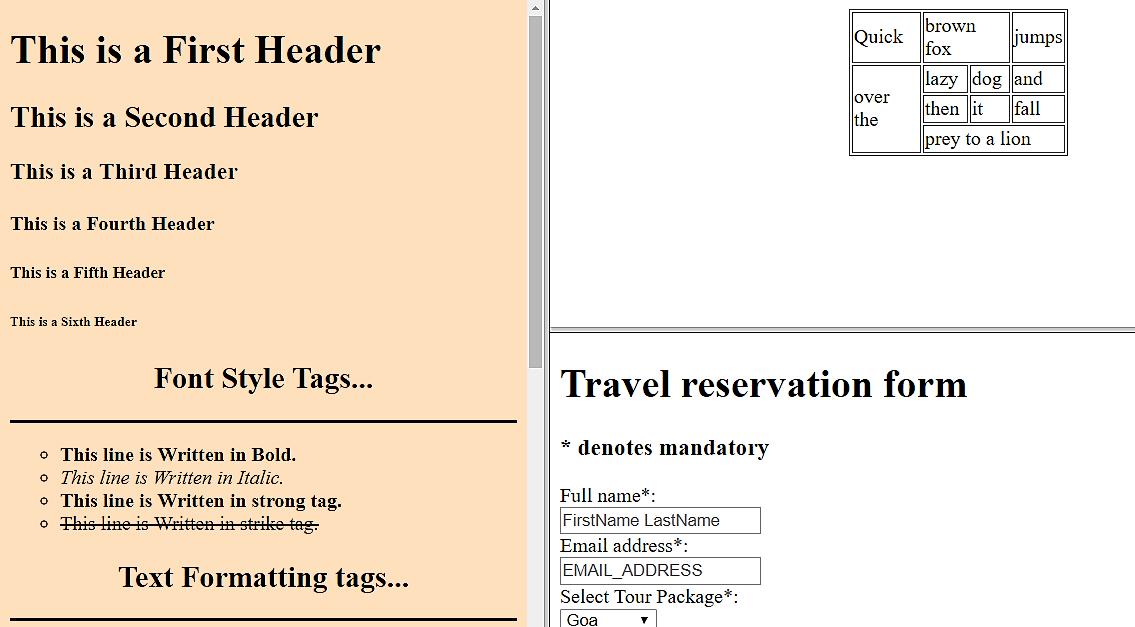 This is a First Header
This is a Second Header
This is a Third Header
This is a Fourth Header
This is a Fifth Header
This is a Sixth Header
Font Style Tags...
This line is Written in Bold.
This line is Written in Italic.
This line is Written in strong tag.
This line is Written in strike tag.
Text Formatting tags...
Quick brown fox jumps
over the lazy dog and
then it fall
prey to a lion
Travel reservation form
* denotes mandatory
Full name*:
FirstName LastName
Email address*:
EMAIL_ADDRESS
Select Tour Package*:
Goa